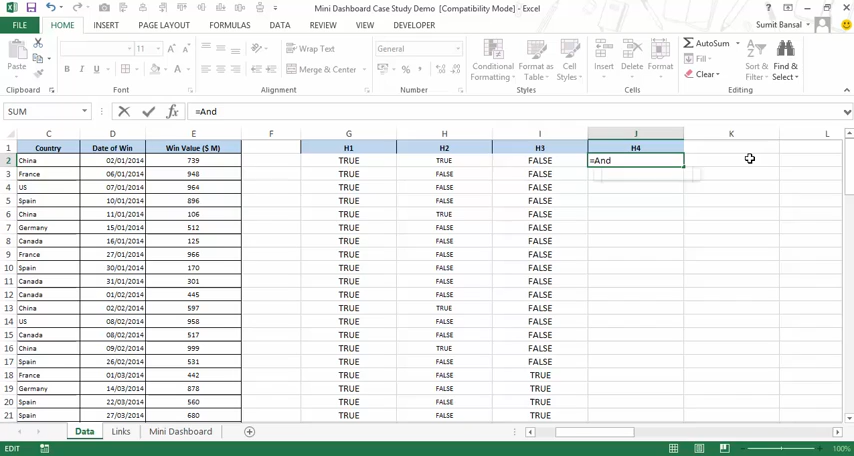 Mini Dashboard Case Study Demo [Compatibility Mode] - Excel
FILE HOME INSERT PAGE LAYOUT FORMULAS DATA REVIEW VIEW DEVELOPER Sumit Bansal
Paste 11 A A Wrap Text General Conditional Formatting Format as Table Cell Styles Insert Delete Format AutoSum Fill Clear Sort & Filter Find & Select
B I U A Merge & Center % ,
Clipboard Font Alignment Number Styles Cells Editing
SUM fx =And
C D E F G H I J K L
1 Country Date of Win Win Value ($ M) H1 H2 H3 H4
2 China 02/01/2014 739 TRUE TRUE FALSE =And
3 France 06/01/2014 948 TRUE FALSE FALSE
4 US 07/01/2014 964 TRUE FALSE FALSE
5 Spain 10/01/2014 896 TRUE FALSE FALSE
6 China 11/01/2014 106 TRUE TRUE FALSE
7 Germany 15/01/2014 512 TRUE FALSE FALSE
8 Canada 16/01/2014 125 TRUE FALSE FALSE
9 France 27/01/2014 966 TRUE FALSE FALSE
10 Spain 30/01/2014 170 TRUE FALSE FALSE
11 Canada 31/01/2014 301 TRUE FALSE FALSE
12 Canada 01/02/2014 445 TRUE FALSE FALSE
13 China 02/02/2014 597 TRUE TRUE FALSE
14 US 08/02/2014 958 TRUE FALSE FALSE
15 Canada 08/02/2014 517 TRUE FALSE FALSE
16 China 09/02/2014 999 TRUE TRUE FALSE
17 Spain 26/02/2014 531 TRUE FALSE FALSE
18 France 01/03/2014 442 TRUE FALSE TRUE
19 Germany 14/03/2014 878 TRUE FALSE TRUE
20 Spain 22/03/2014 560 TRUE FALSE TRUE
21 Spain 27/03/2014 680 TRUE FALSE TRUE
Data Links Mini Dashboard
EDIT 100%